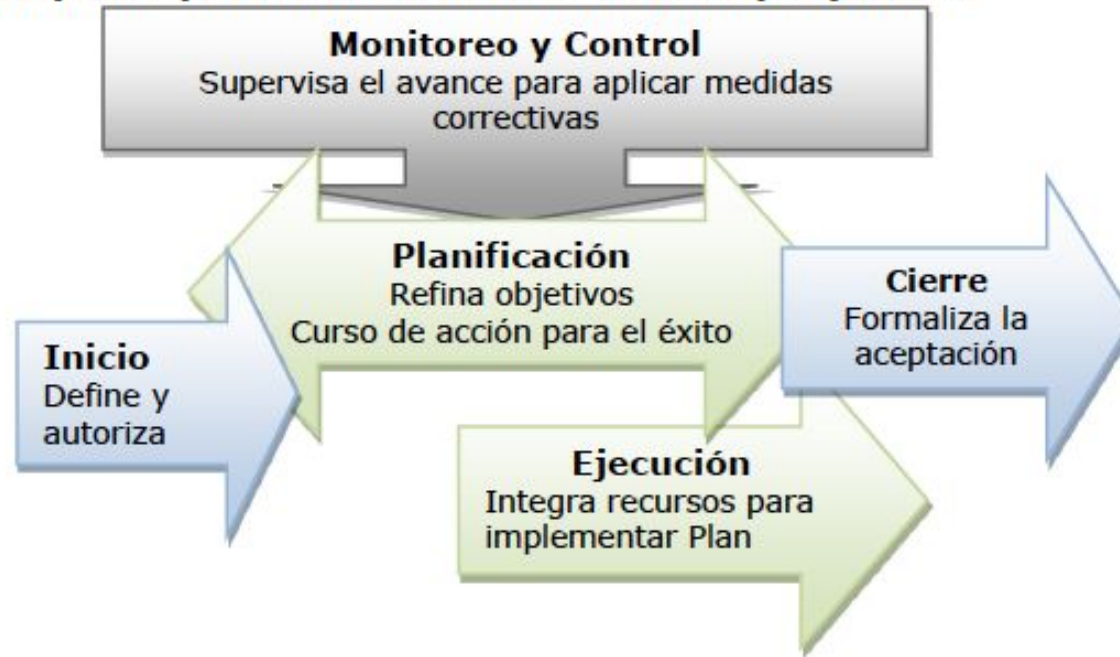 Monitoreo y Control
Supervisa el avance para aplicar medidas
correctivas
Planificación
Refina objetivos
Curso de acción para el éxito
Inicio
Define y
autoriza
Cierre
Formaliza la
aceptación
Ejecución
Integra recursos para
implementar Plan